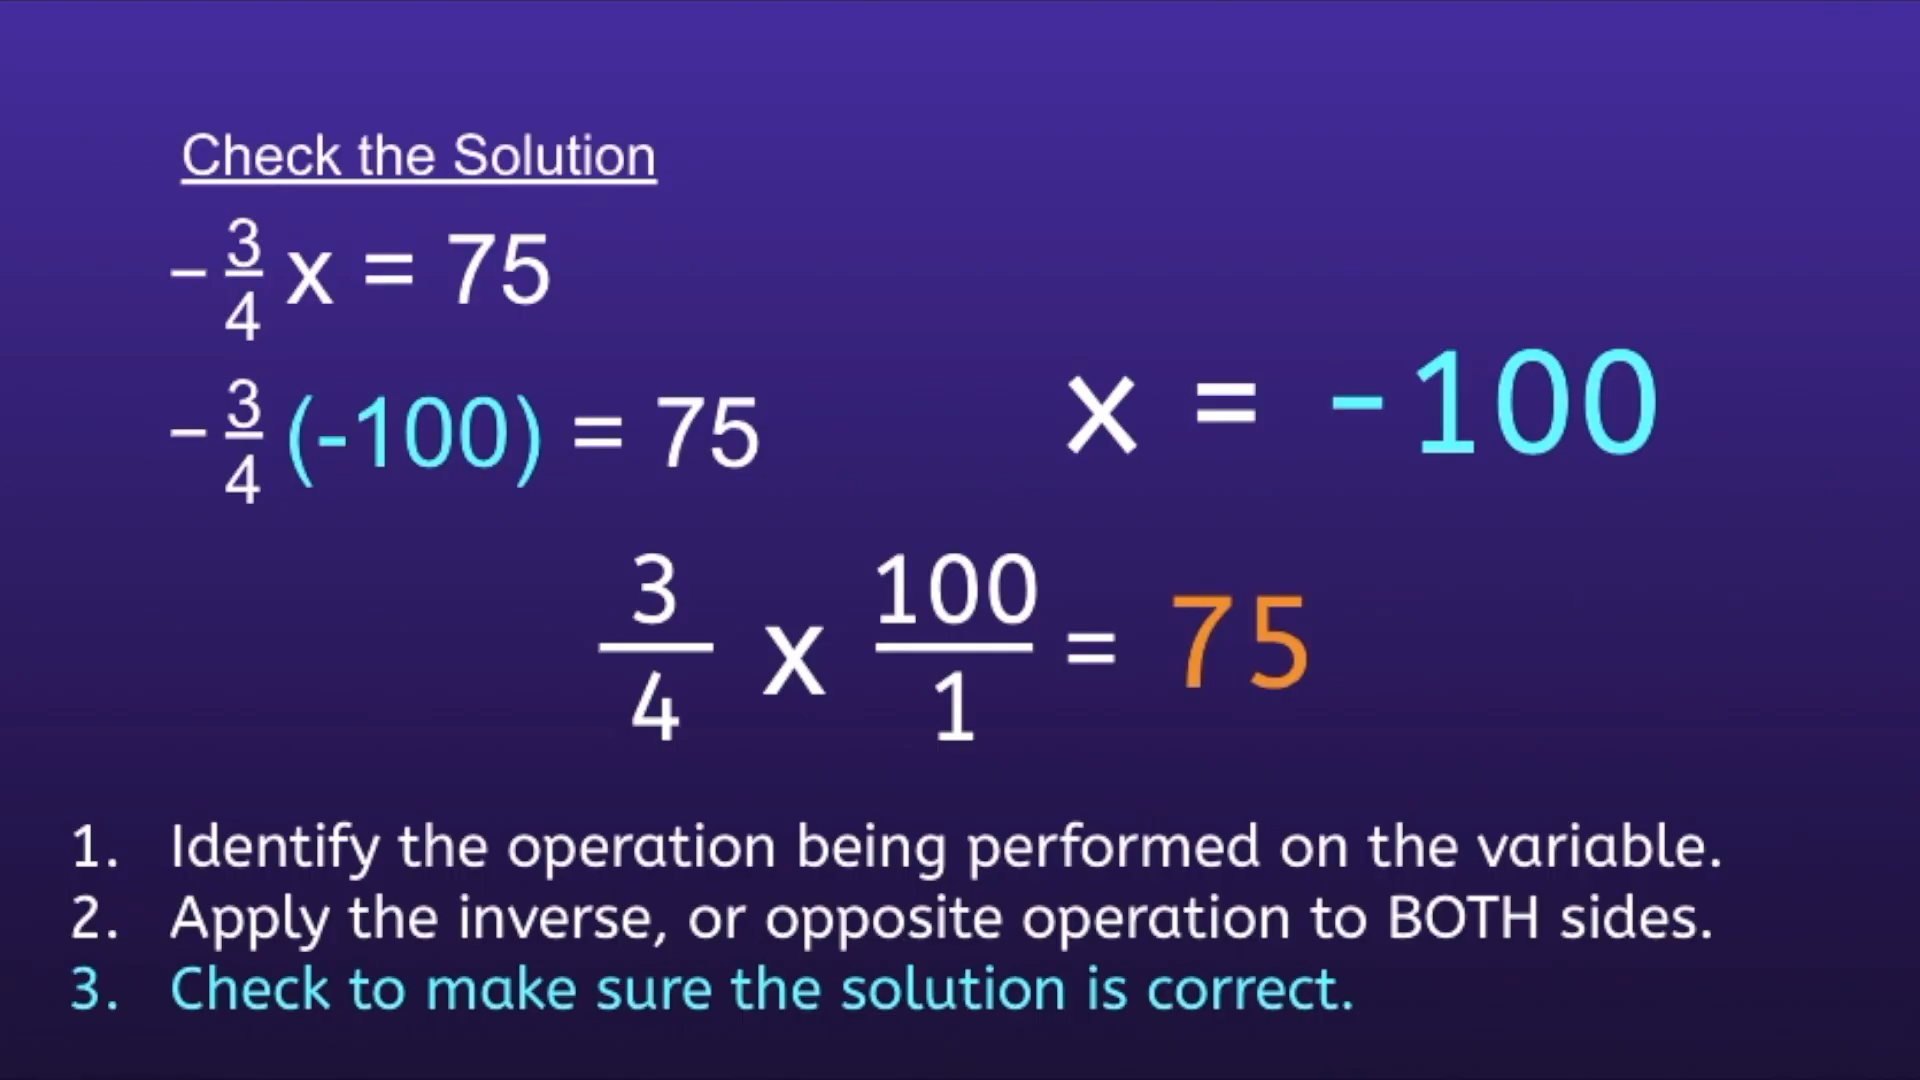 Check the Solution
-3/4 x = 75
-3/4 (-100) = 75
x = -100
3/4 x 100/1 = 75
1. Identify the operation being performed on the variable.
2. Apply the inverse, or opposite operation to BOTH sides.
3. Check to make sure the solution is correct.